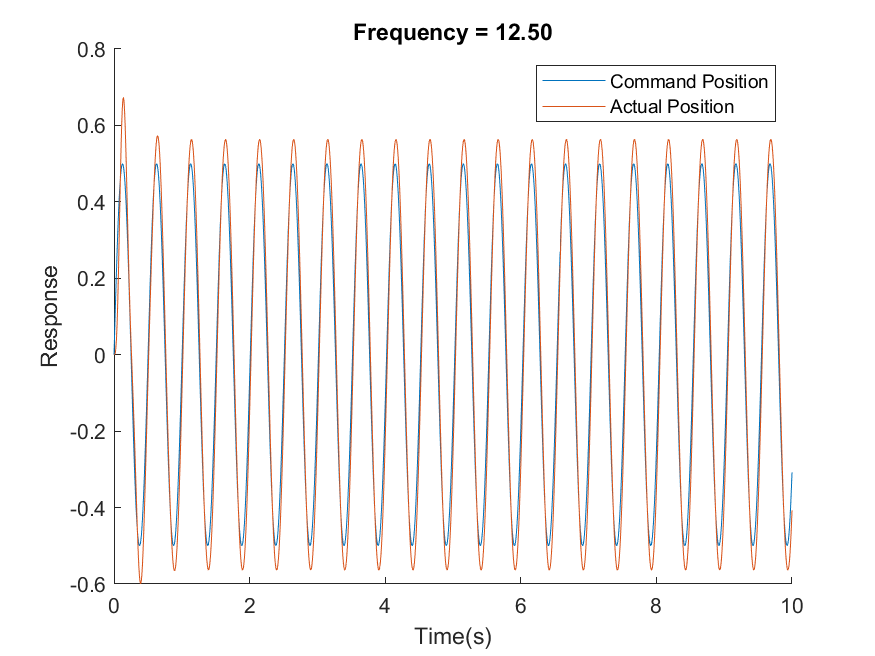 Frequency = 12.50
Command Position
Actual Position
0.8
0.6
0.4
0.2
0
-0.2
-0.4
-0.6
Response
0 2 4 6 8 10
Time(s)